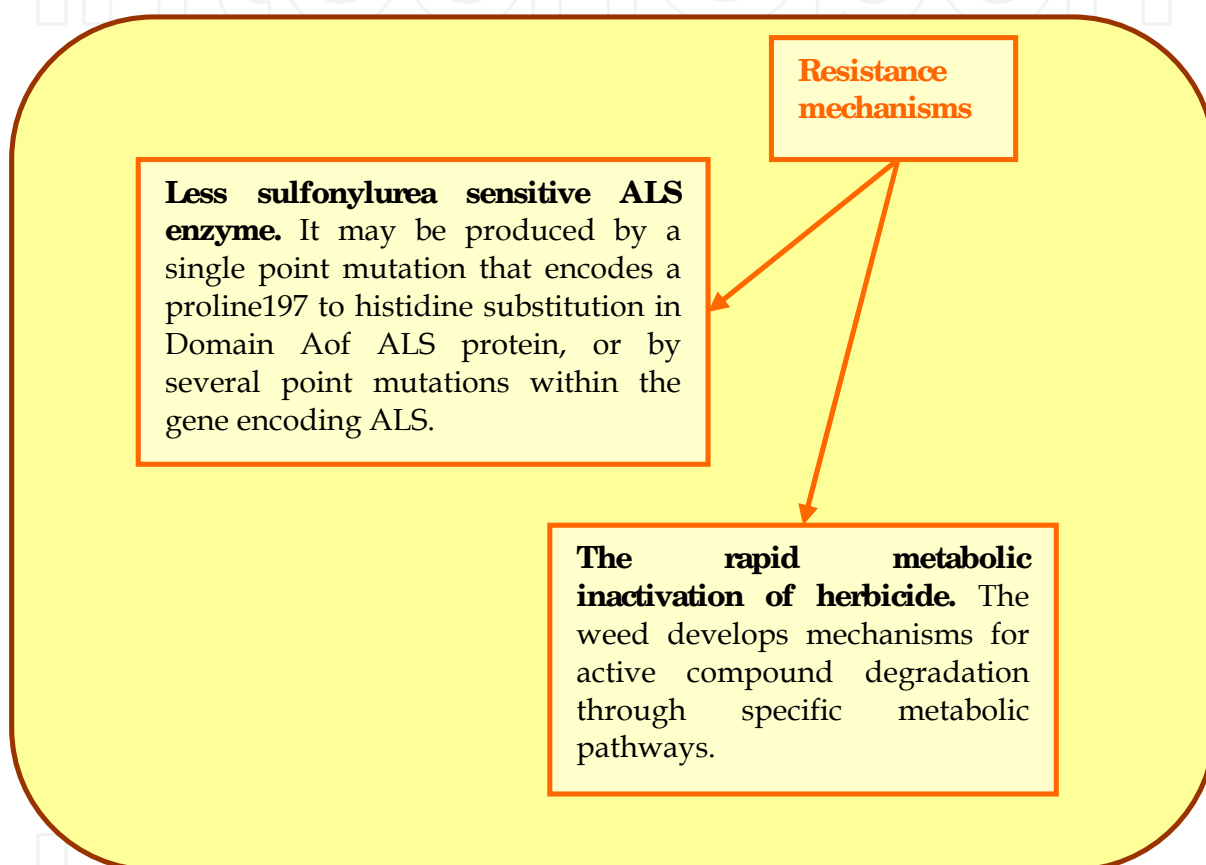 Resistance
mechanisms
Less sulfonylurea sensitive ALS
enzyme. It may be produced by a
single point mutation that encodes a
proline197 to histidine substitution in
Domain Aof ALS protein, or by
several point mutations within the
gene encoding ALS.
The rapid metabolic
inactivation of herbicide. The
weed develops mechanisms for
active compound degradation
through specific metabolic
pathways.